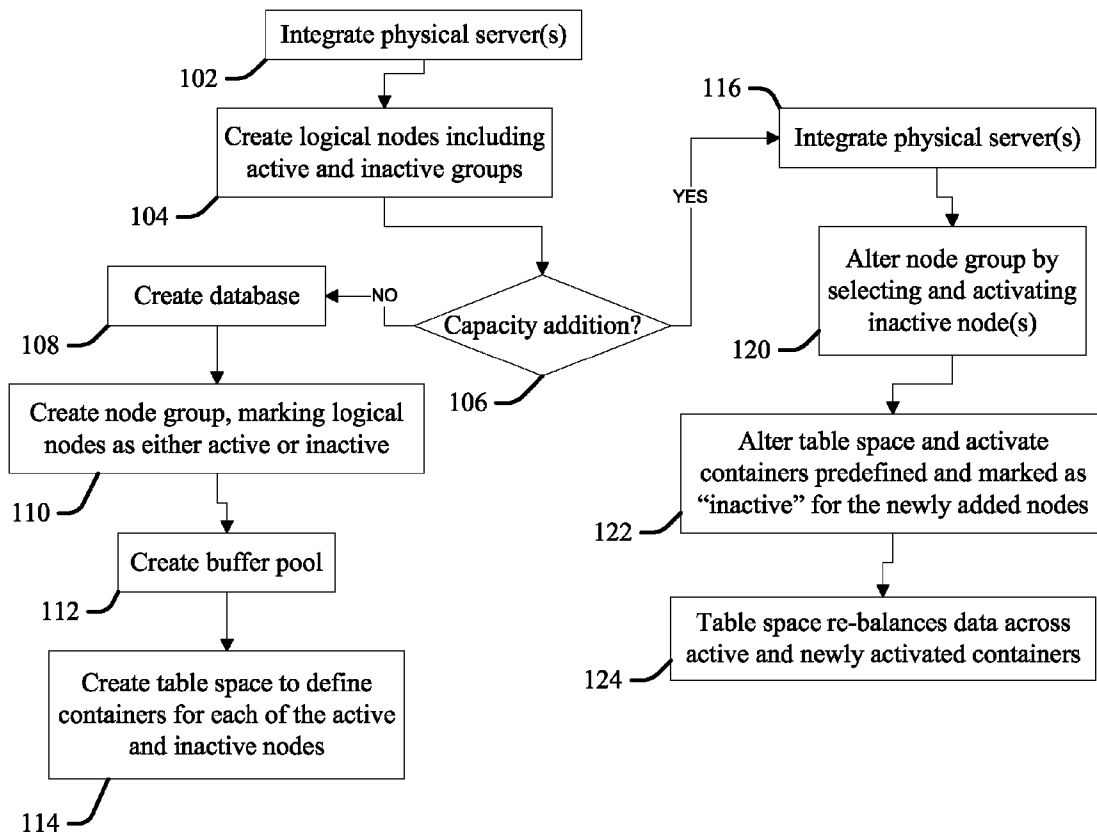 Integrate physical server(s)
102
Create logical nodes including
active and inactive groups
104
Capacity addition?
106
NO
YES
Create database
108
Create node group, marking logical
nodes as either active or inactive
110
Create buffer pool
112
Create table space to define
containers for each of the active
and inactive nodes
114
116
Integrate physical server(s)
Alter node group by
selecting and activating
inactive node(s)
120
Alter table space and activate
containers predefined and marked as
“inactive” for the newly added nodes
122
Table space re-balances data across
active and newly activated containers
124